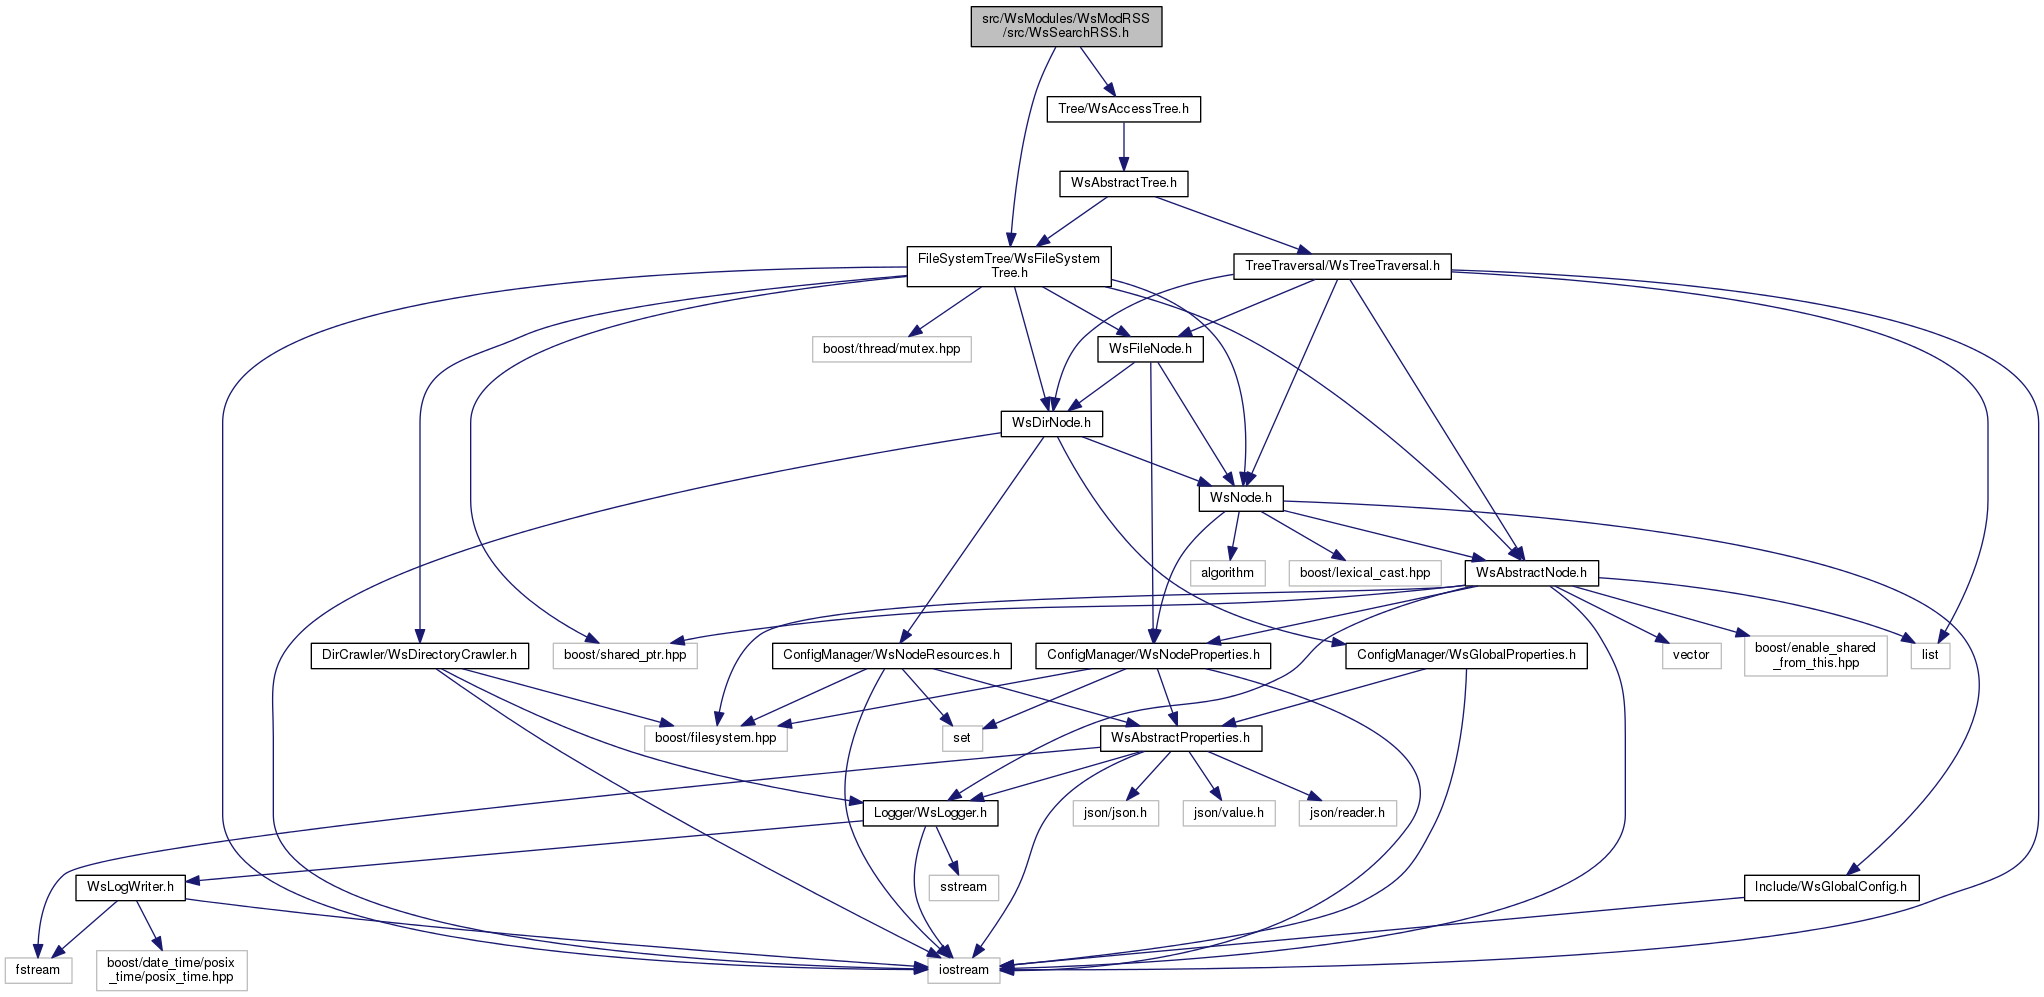 src/WsModules/WsModRSS
/src/WsSearchRSS.h
Tree/WsAccessTree.h
WsAbstractTree.h
FileSystemTree/WsFileSystem
Tree.h
TreeTraversal/WsTreeTraversal.h
boost/thread/mutex.hpp
WsFileNode.h
WsDirNode.h
WsNode.h
algorithm
boost/lexical_cast.hpp
WsAbstractNode.h
DirCrawler/WsDirectoryCrawler.h
boost/shared_ptr.hpp
ConfigManager/WsNodeResources.h
ConfigManager/WsNodeProperties.h
ConfigManager/WsGlobalProperties.h
vector
boost/enable_shared
_from_this.hpp
list
boost/filesystem.hpp
set
WsAbstractProperties.h
Logger/WsLogger.h
json/json.h
json/value.h
json/reader.h
WsLogWriter.h
sstream
Include/WsGlobalConfig.h
fstream
boost/date_time/posix
_time/posix_time.hpp
iostream